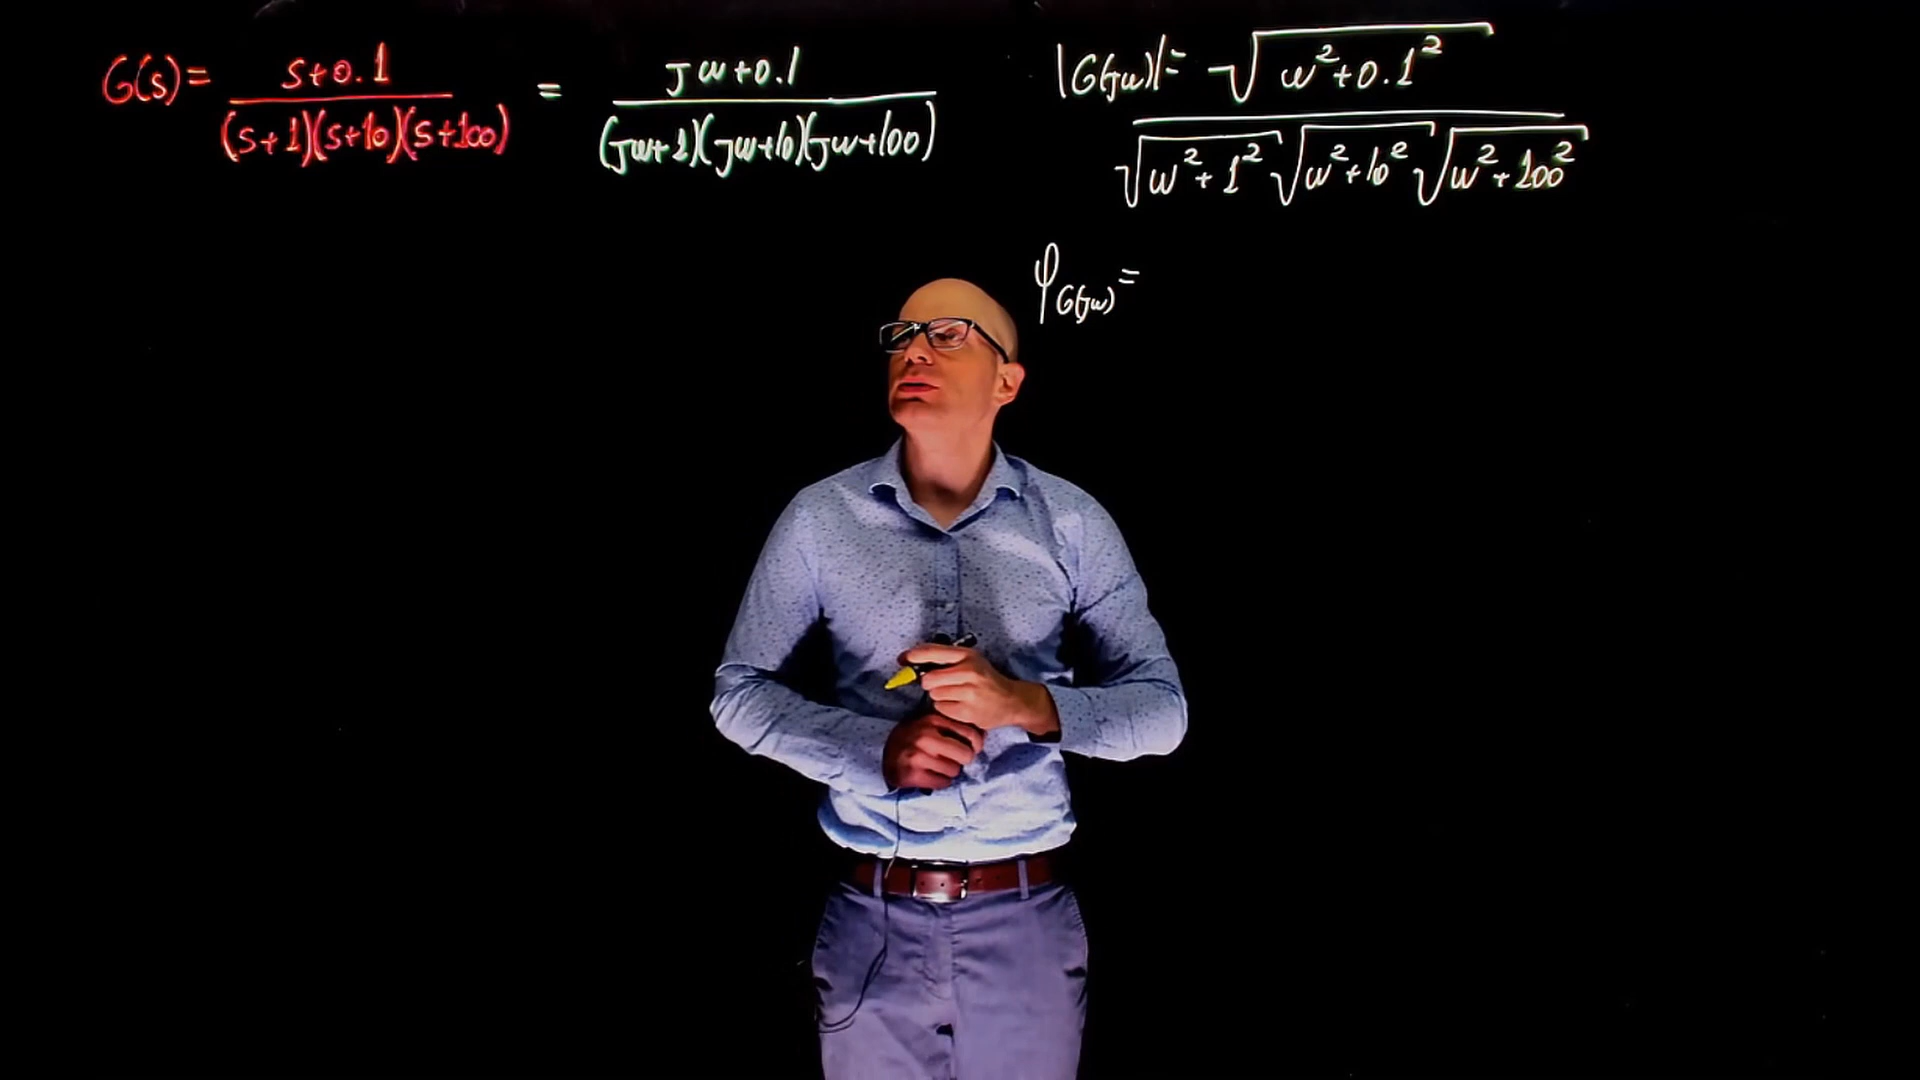 G(s) = s+0.1 / (s+1)(s+10)(s+100) = jω+0.1 / (jω+1)(jω+10)(jω+100)
|G(jω)| = √(ω²+0.1²) / √(ω²+1²) √(ω²+10²) √(ω²+100²)
φ_G(jω) =